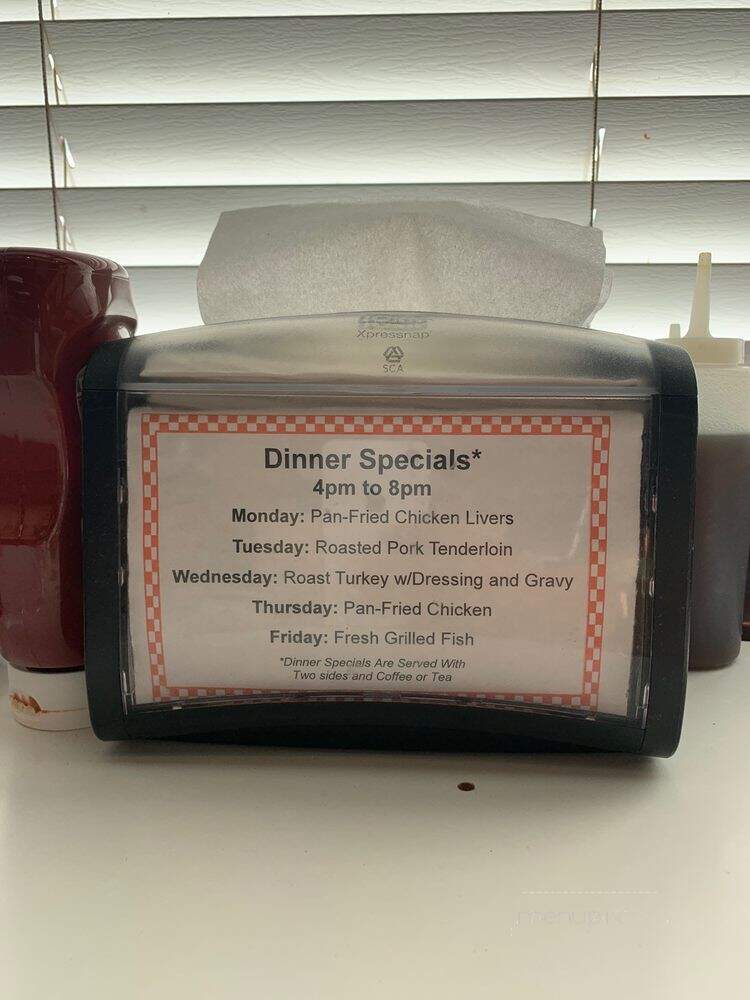 Xpressnap
SCA
Dinner Specials*
4pm to 8pm
Monday: Pan-Fried Chicken Livers
Tuesday: Roasted Pork Tenderloin
Wednesday: Roast Turkey w/Dressing and Gravy
Thursday: Pan-Fried Chicken
Friday: Fresh Grilled Fish
*Dinner Specials Are Served With
Two sides and Coffee or Tea